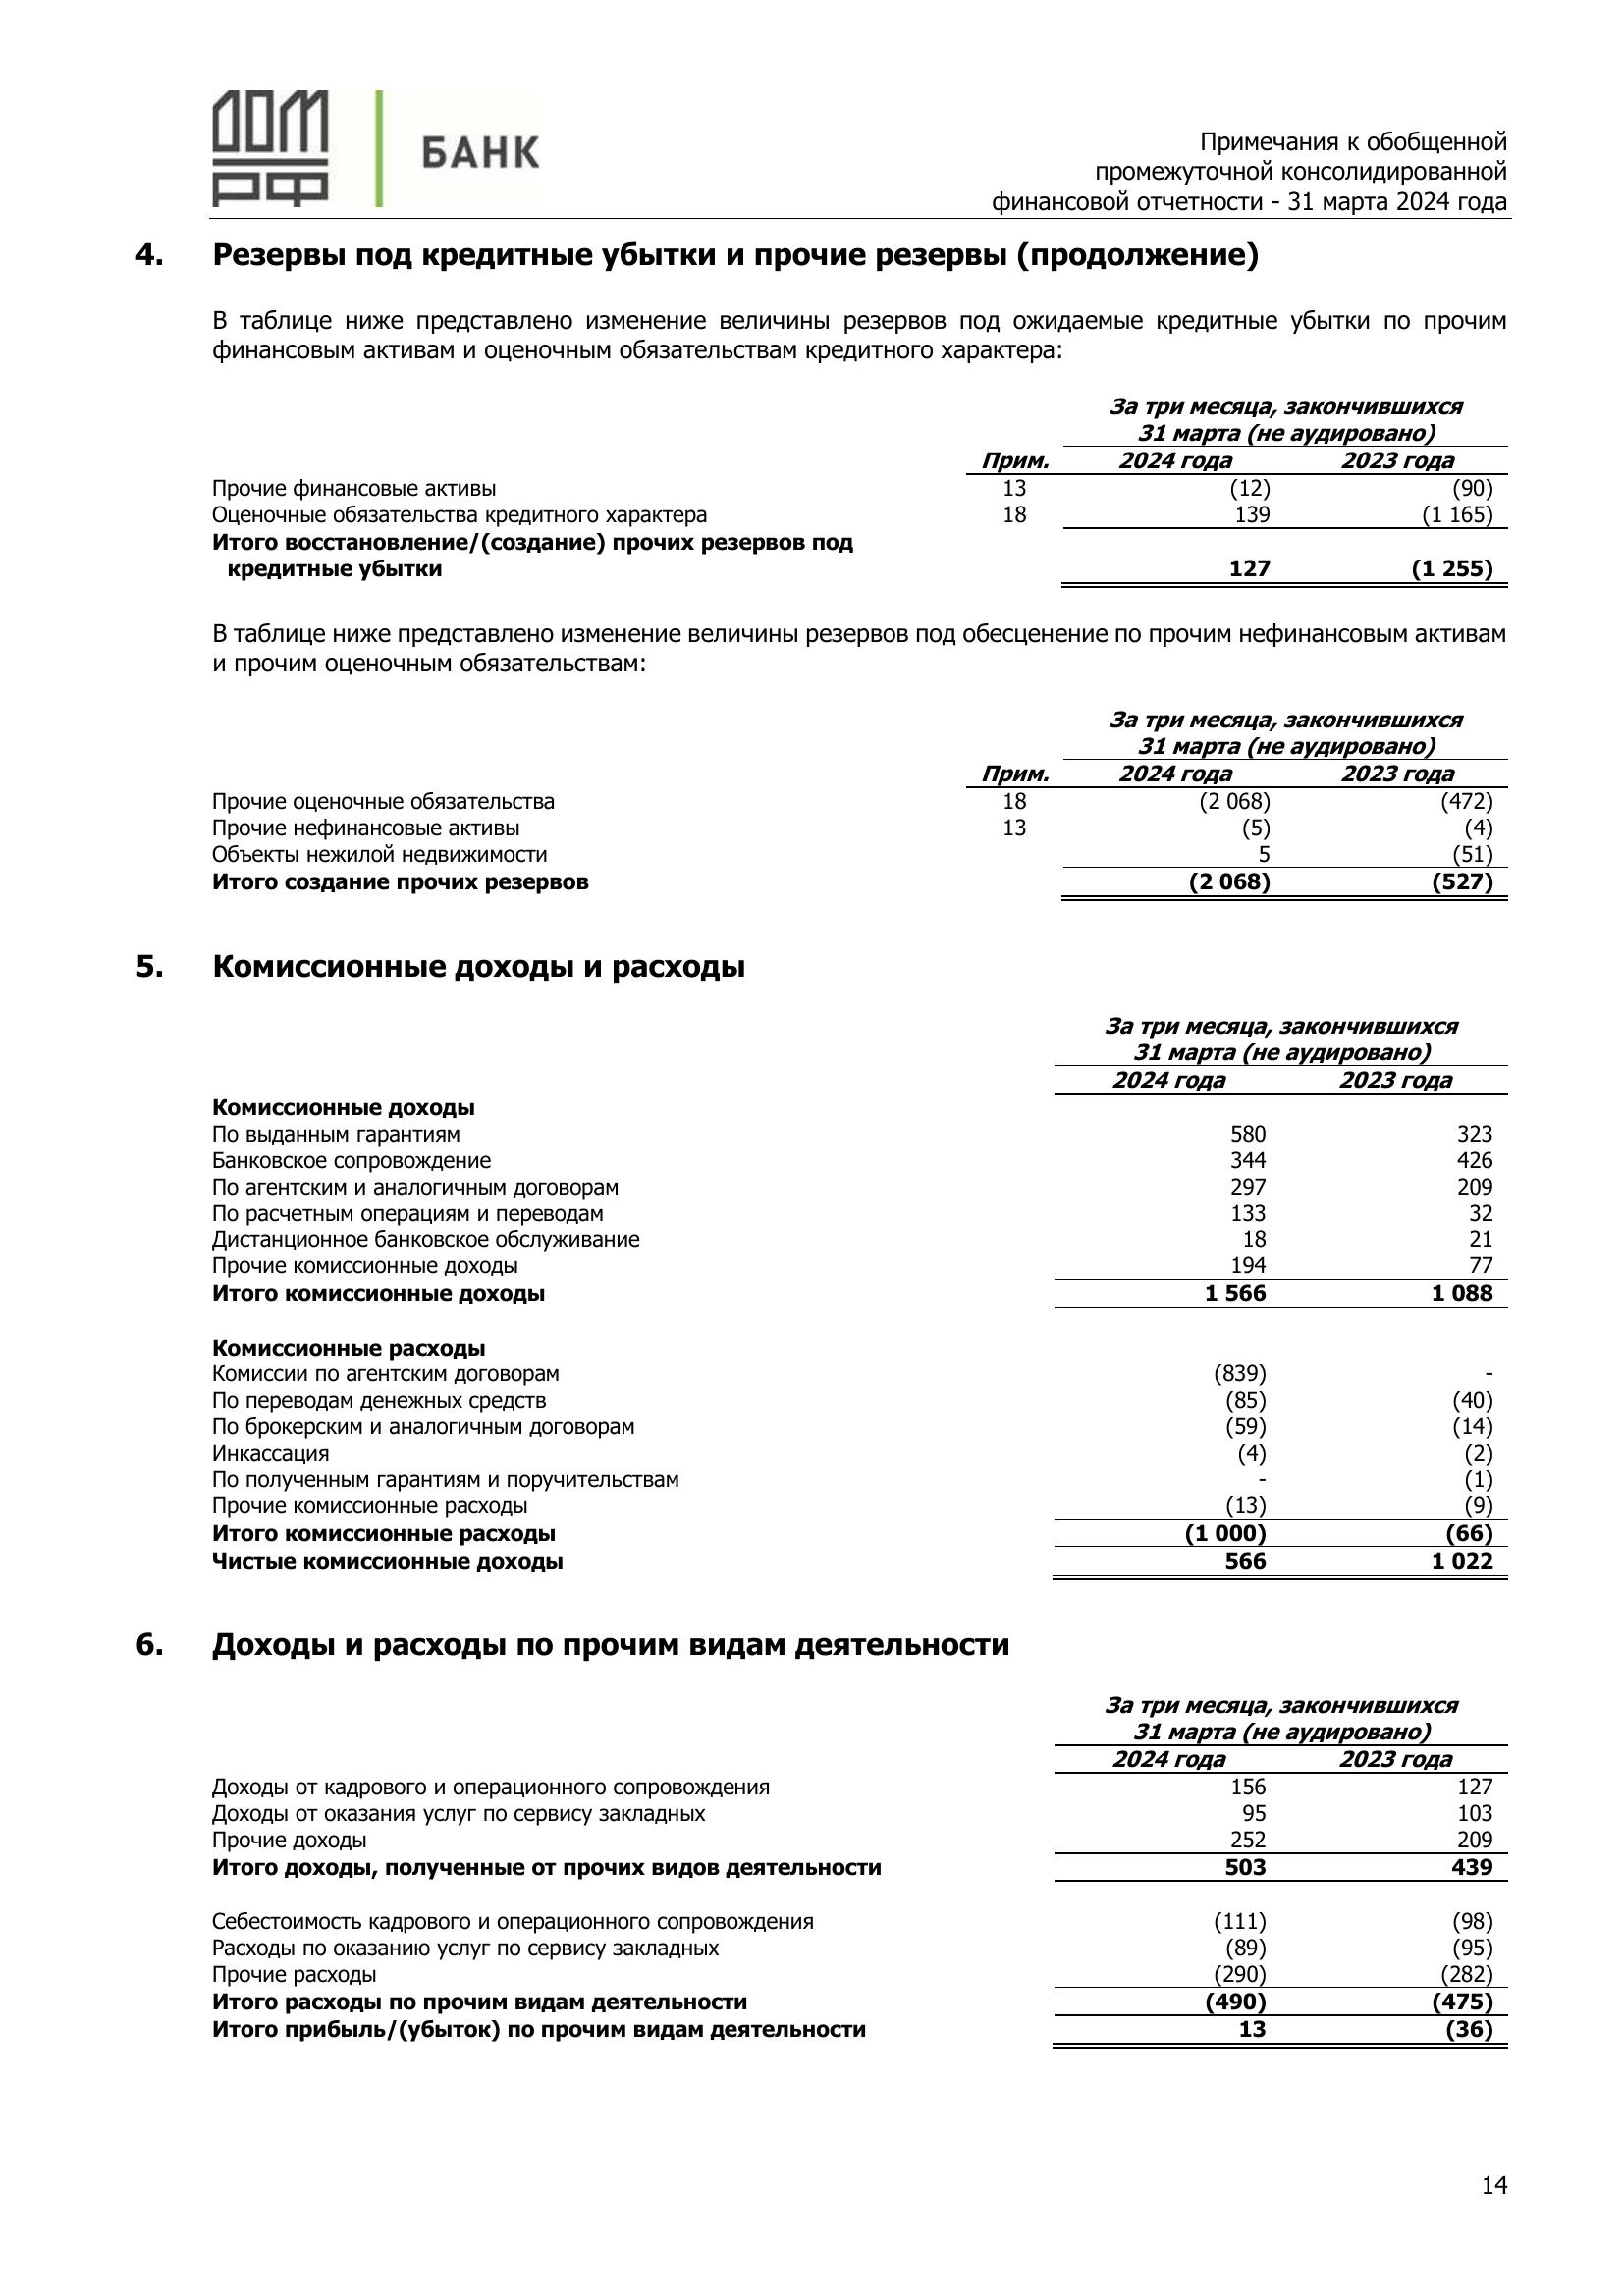 ДОМ
РФ
БАНК
Примечания к обобщенной
промежуточной консолидированной
финансовой отчетности - 31 марта 2024 года
4. Резервы под кредитные убытки и прочие резервы (продолжение)
В таблице ниже представлено изменение величины резервов под ожидаемые кредитные убытки по прочим
финансовым активам и оценочным обязательствам кредитного характера:
За три месяца, закончившихся
31 марта (не аудировано)
Прим. 2024 года 2023 года
Прочие финансовые активы 13 (12) (90)
Оценочные обязательства кредитного характера 18 139 (1 165)
Итого восстановление/(создание) прочих резервов под
кредитные убытки 127 (1 255)
В таблице ниже представлено изменение величины резервов под обесценение по прочим нефинансовым активам
и прочим оценочным обязательствам:
За три месяца, закончившихся
31 марта (не аудировано)
Прим. 2024 года 2023 года
Прочие оценочные обязательства 18 (2 068) (472)
Прочие нефинансовые активы 13 (5) (4)
Объекты нежилой недвижимости 5 (51)
Итого создание прочих резервов (2 068) (527)
5. Комиссионные доходы и расходы
За три месяца, закончившихся
31 марта (не аудировано)
2024 года 2023 года
Комиссионные доходы
По выданным гарантиям 580 323
Банковское сопровождение 344 426
По агентским и аналогичным договорам 297 209
По расчетным операциям и переводам 133 32
Дистанционное банковское обслуживание 18 21
Прочие комиссионные доходы 194 77
Итого комиссионные доходы 1 566 1 088
Комиссионные расходы
Комиссии по агентским договорам (839) -
По переводам денежных средств (85) (40)
По брокерским и аналогичным договорам (59) (14)
Инкассация (4) (2)
По полученным гарантиям и поручительствам - (1)
Прочие комиссионные расходы (13) (9)
Итого комиссионные расходы (1 000) (66)
Чистые комиссионные доходы 566 1 022
6. Доходы и расходы по прочим видам деятельности
За три месяца, закончившихся
31 марта (не аудировано)
2024 года 2023 года
Доходы от кадрового и операционного сопровождения 156 127
Доходы от оказания услуг по сервису закладных 95 103
Прочие доходы 252 209
Итого доходы, полученные от прочих видов деятельности 503 439
Себестоимость кадрового и операционного сопровождения (111) (98)
Расходы по оказанию услуг по сервису закладных (89) (95)
Прочие расходы (290) (282)
Итого расходы по прочим видам деятельности (490) (475)
Итого прибыль/(убыток) по прочим видам деятельности 13 (36)
14